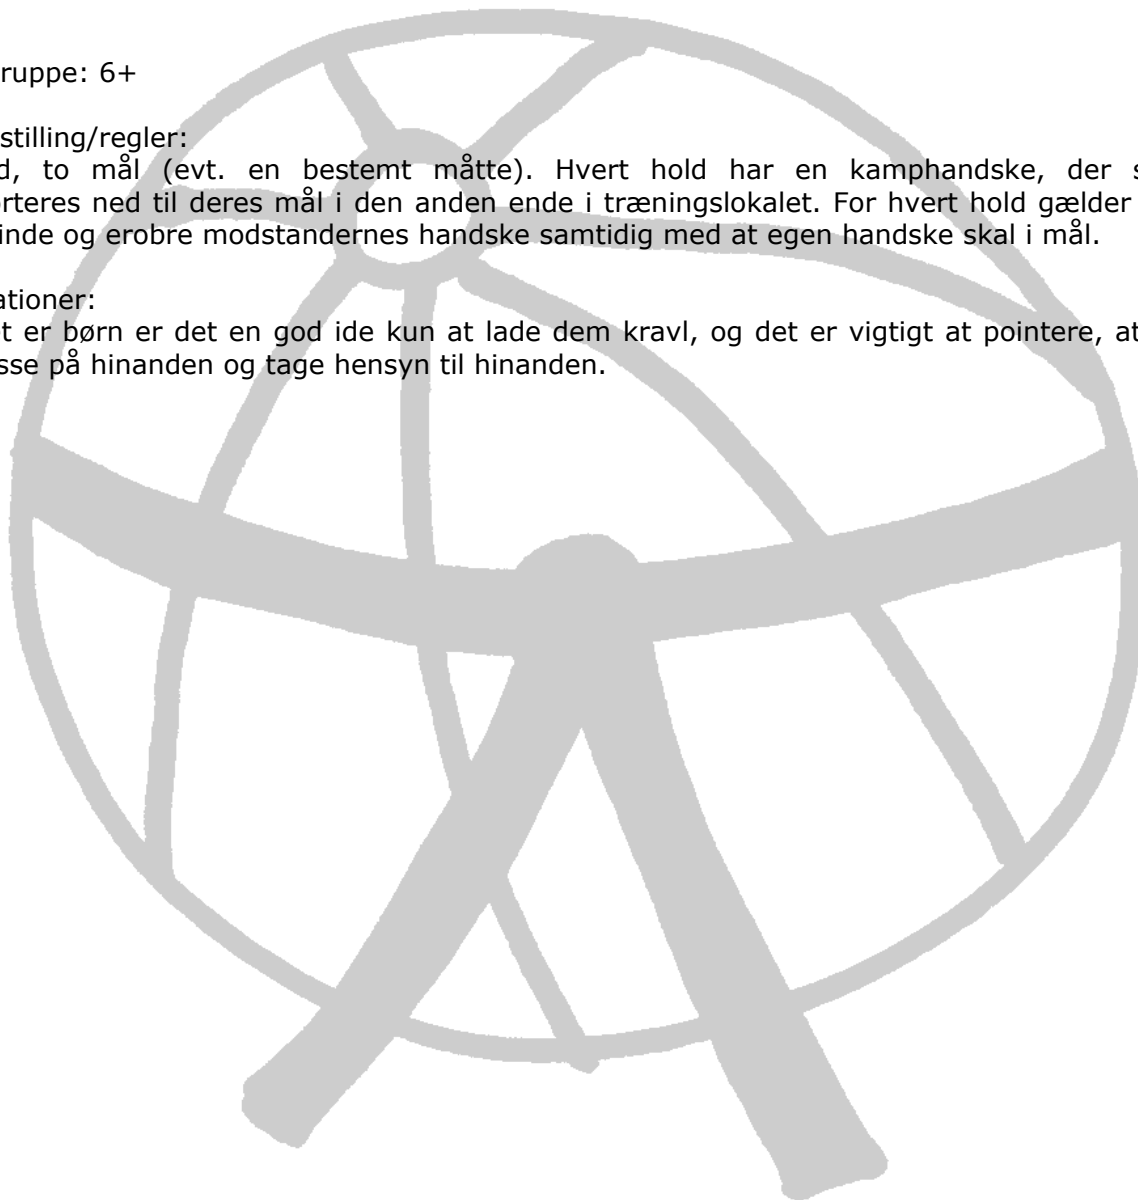 ruppe: 6+
stilling/regler:
d, to mål (evt. en bestemt måtte). Hvert hold har en kamphandske, der s
rteres ned til deres mål i den anden ende i træningslokalet. For hvert hold gælder
inde og erobre modstandernes handske samtidig med at egen handske skal i mål.
ationer:
t er børn er det en god ide kun at lade dem kravl, og det er vigtigt at pointere, at
sse på hinanden og tage hensyn til hinanden.